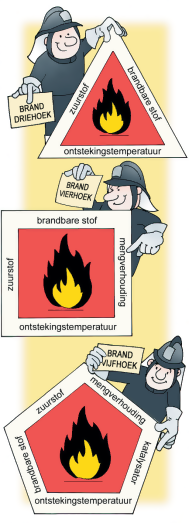 BRAND
DRIEHOEK
zuurstof
brandbare stof
ontstekingstemperatuur
BRAND
VIERHOEK
brandbare stof
zuurstof
mengverhouding
ontstekingstemperatuur
BRAND
VIJFHOEK
zuurstof
mengverhouding
brandbare stof
katalysator
ontstekingstemperatuur